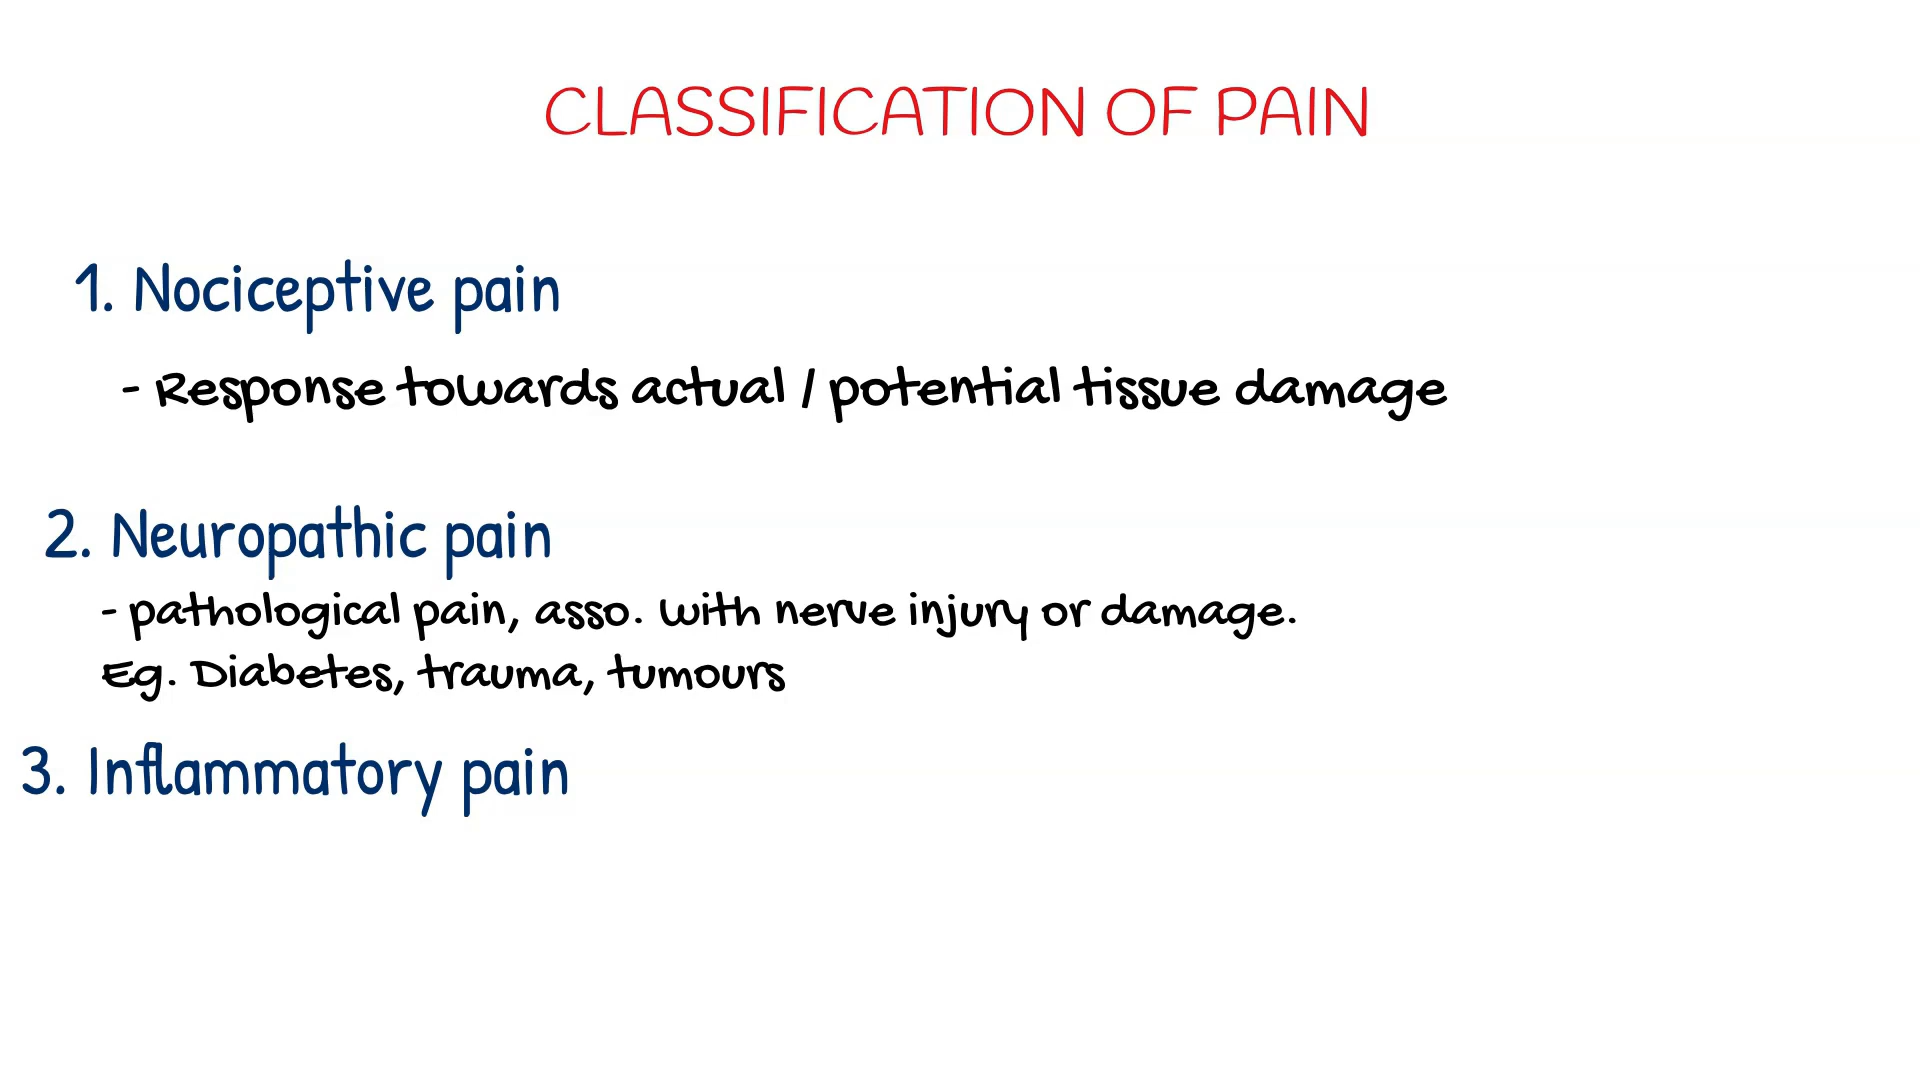 CLASSIFICATION OF PAIN
1. Nociceptive pain
- Response towards actual / potential tissue damage
2. Neuropathic pain
- pathological pain, asso. with nerve injury or damage.
Eg. Diabetes, trauma, tumours
3. Inflammatory pain